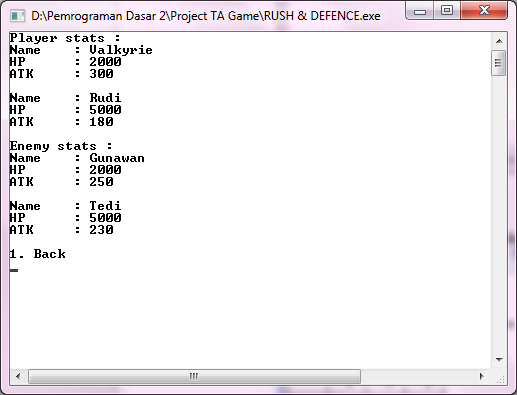 D:\Pemrograman Dasar 2\Project TA Game\RUSH & DEFENCE.exe
Player stats :
Name : Valkyrie
HP : 2000
ATK : 300
Name : Rudi
HP : 5000
ATK : 180
Enemy stats :
Name : Gunawan
HP : 2000
ATK : 250
Name : Tedi
HP : 5000
ATK : 230
1. Back